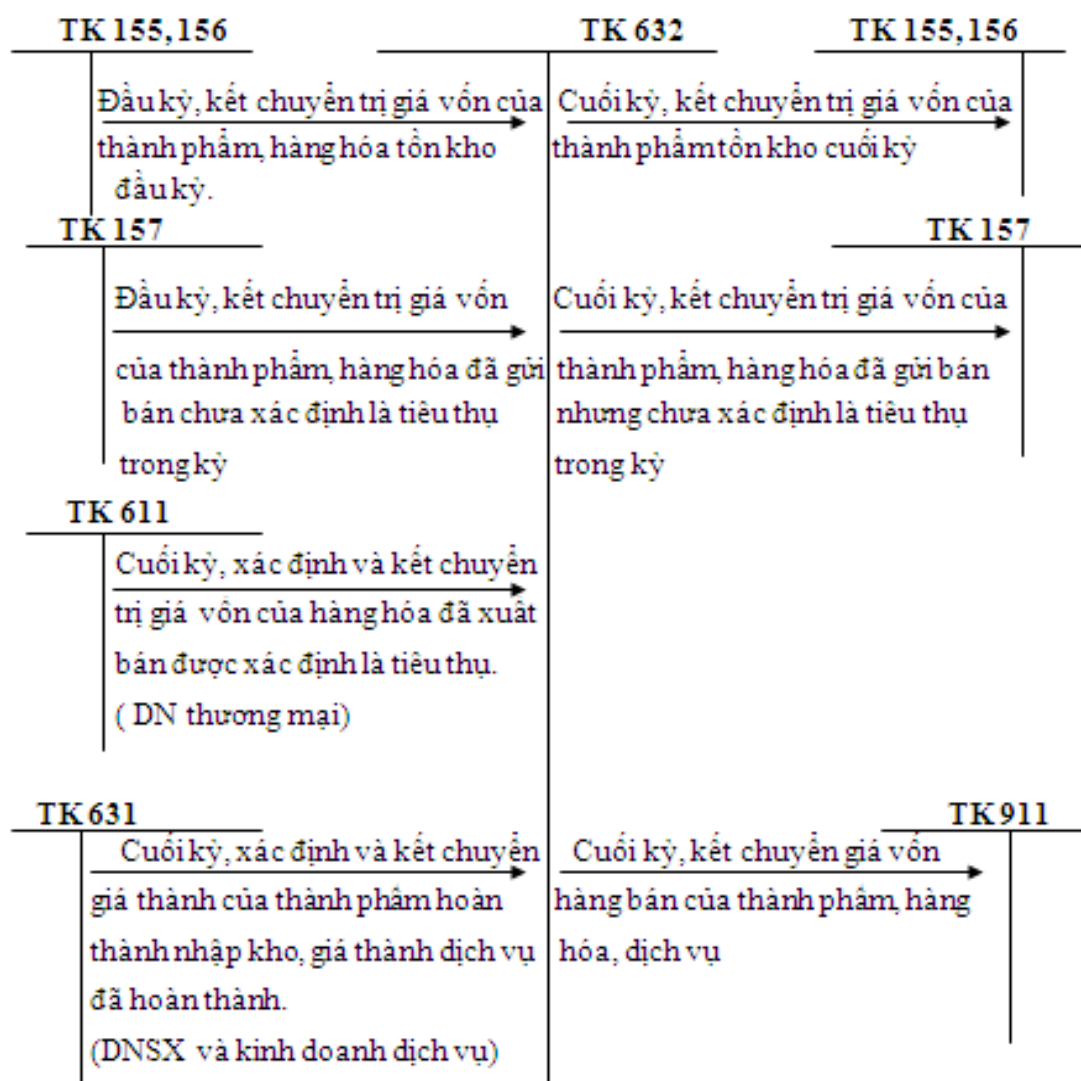 TK 155,156
TK 632
TK 155,156
Đầu kỳ, kết chuyển trị giá vốn của
thành phẩm, hàng hóa tồn kho
đầu kỳ.
Cuối kỳ, kết chuyển trị giá vốn của
thành phẩm tồn kho cuối kỳ
TK 157
TK 157
Đầu kỳ, kết chuyển trị giá vốn
của thành phẩm, hàng hóa đã gửi
bán chưa xác định là tiêu thụ
trong kỳ
Cuối kỳ, kết chuyển trị giá vốn của
thành phẩm, hàng hóa đã gửi bán
nhưng chưa xác định là tiêu thụ
trong kỳ
TK 611
Cuối kỳ, xác định và kết chuyển
trị giá vốn của hàng hóa đã xuất
bán được xác định là tiêu thụ.
( DN thương mại)
TK 631
TK 911
Cuối kỳ, xác định và kết chuyển
giá thành của thành phẩm hoàn
thành nhập kho, giá thành dịch vụ
đã hoàn thành.
(DNSX và kinh doanh dịch vụ)
Cuối kỳ, kết chuyển giá vốn
hàng bán của thành phẩm, hàng
hóa, dịch vụ